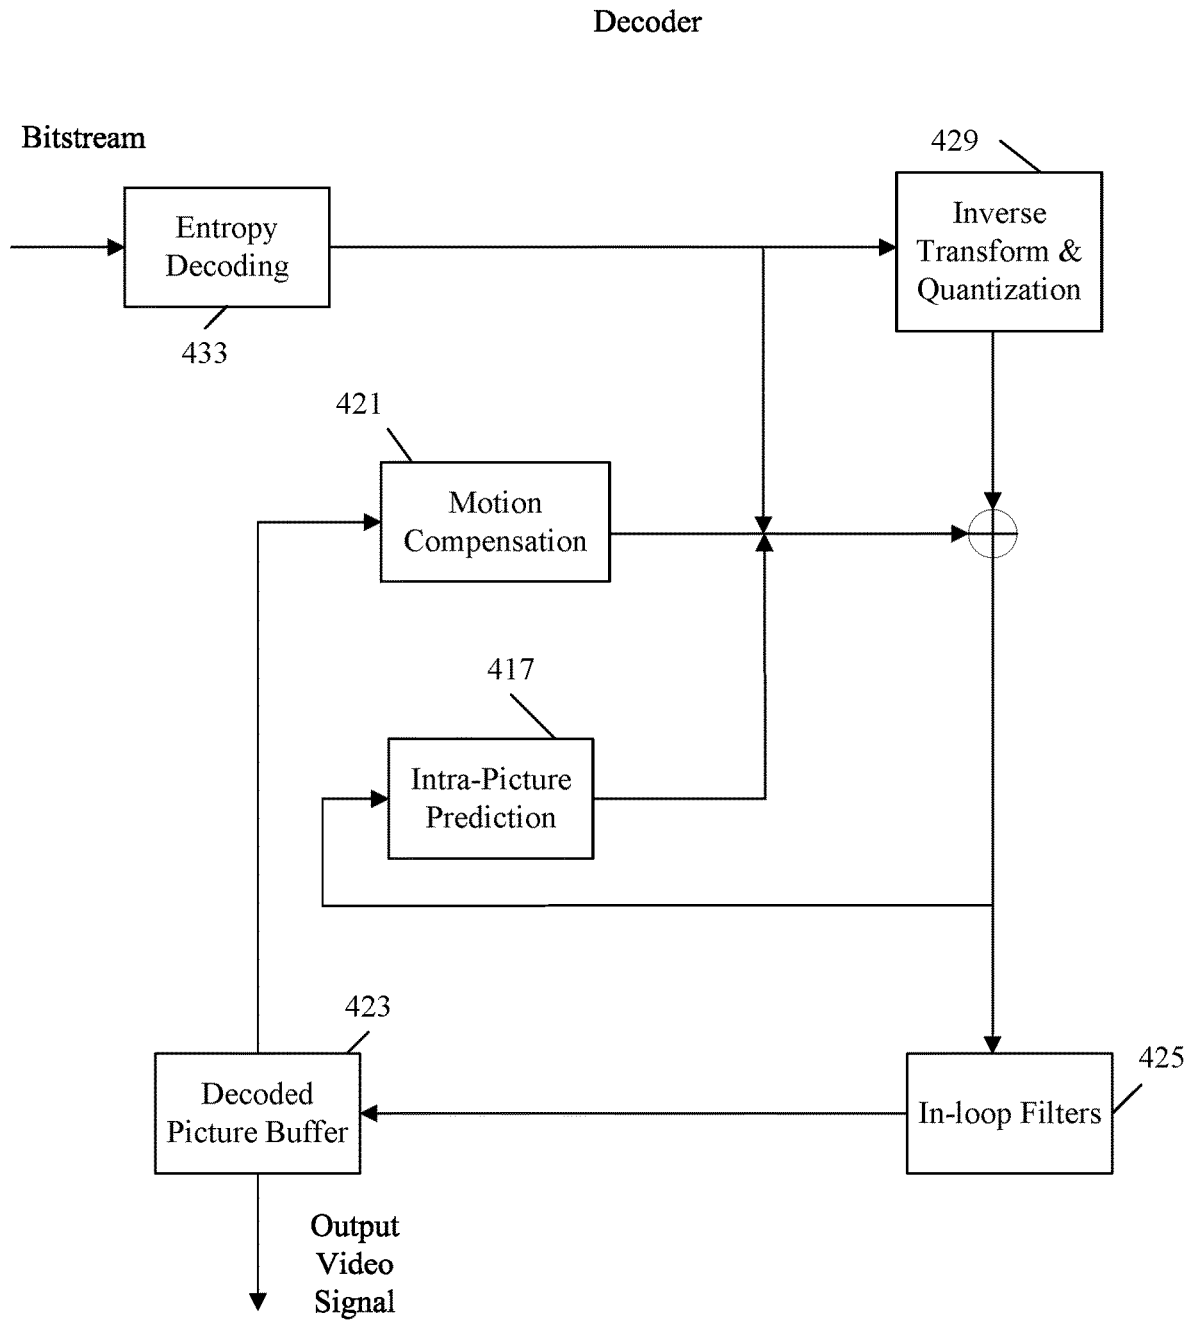 Decoder
Bitstream
429
Entropy
Decoding
Inverse
Transform &
Quantization
433
421
Motion
Compensation
417
Intra-Picture
Prediction
423
425
Decoded
Picture Buffer
In-loop Filters
Output
Video
Signal